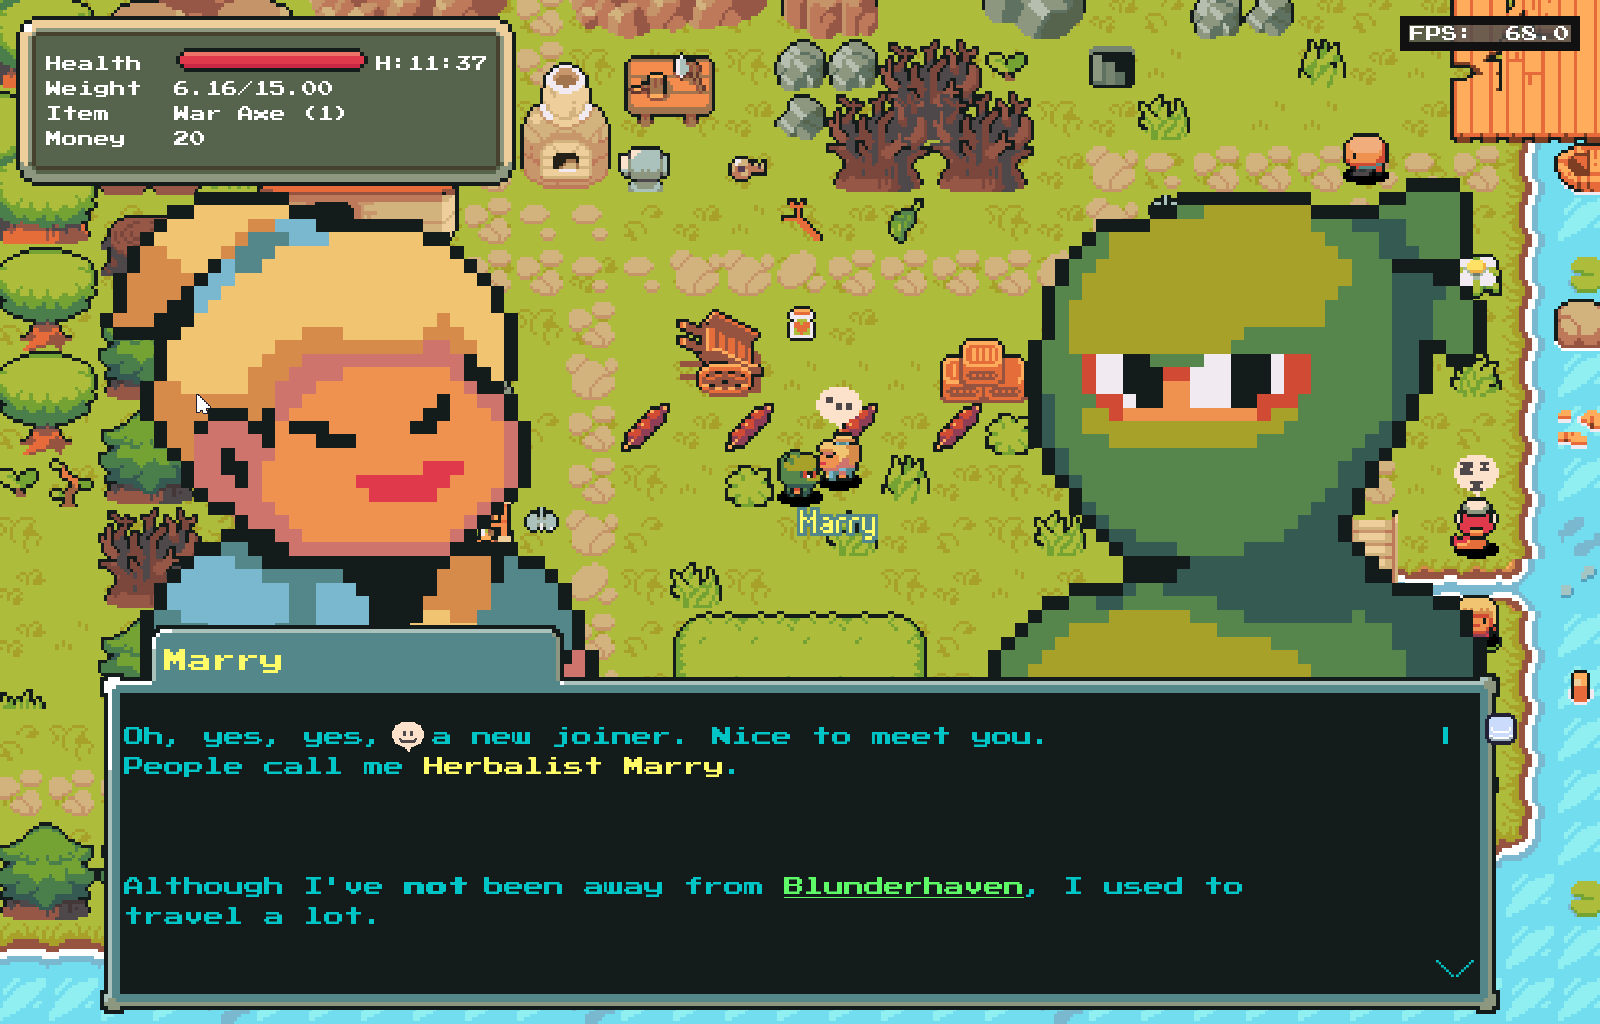 Health H:11:37
Weight 6.16/15.00
Item War Axe (1)
Money 20
FPS: 68.0
Marry
Marry
Oh, yes, yes, a new joiner. Nice to meet you.
People call me Herbalist Marry.
Although I've not been away from Blunderhaven, I used to
travel a lot.